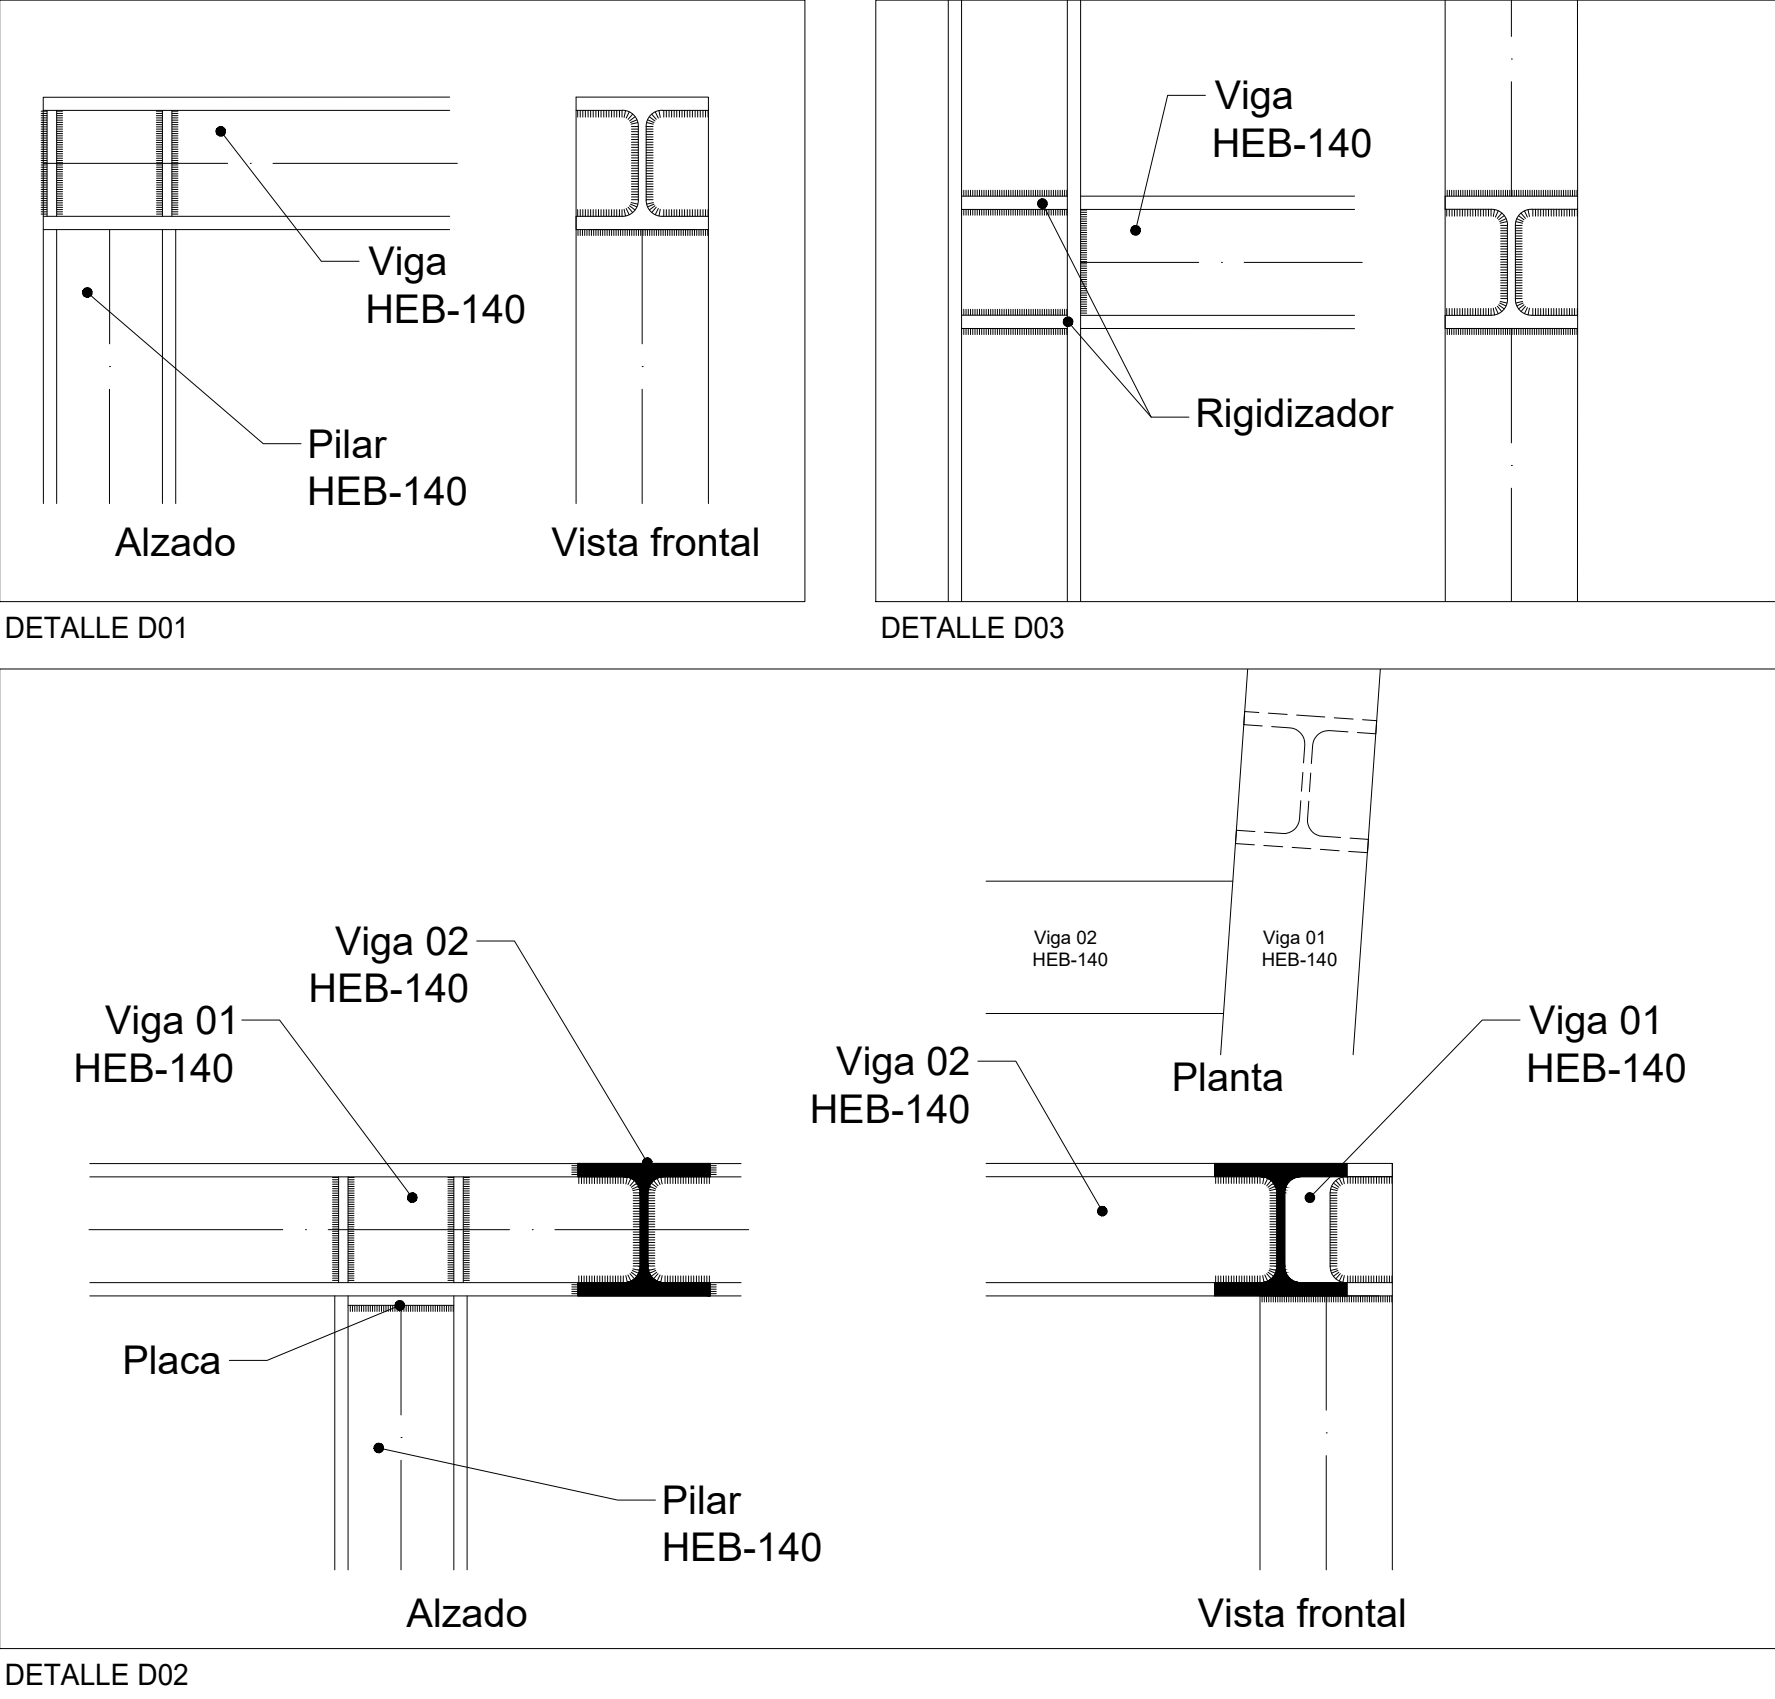 Viga
HEB-140
Pilar
HEB-140
Alzado
Vista frontal
DETALLE D01
Viga
HEB-140
Rigidizador
DETALLE D03
Viga 02
HEB-140
Viga 01
HEB-140
Placa
Pilar
HEB-140
Alzado
Viga 02
HEB-140
Viga 01
HEB-140
Planta
Viga 02
HEB-140
Viga 01
HEB-140
Vista frontal
DETALLE D02